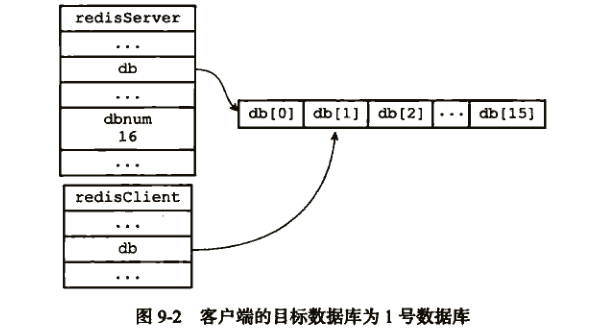 redisServer
...
db
...
dbnum
16
...
db[0] db[1] db[2] ... db[15]
redisClient
...
db
...
图 9-2 客户端的目标数据库为 1 号数据库